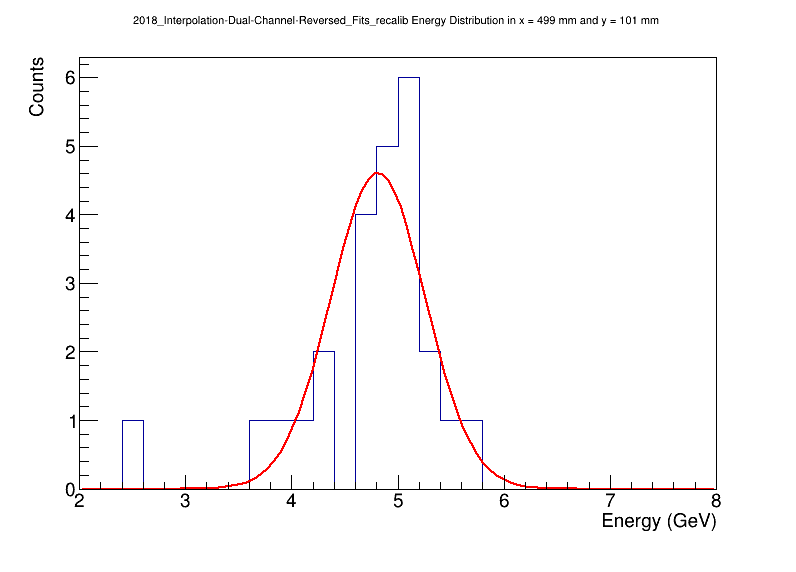 2018_Interpolation-Dual-Channel-Reversed_Fits_recalib Energy Distribution in x = 499 mm and y = 101 mm
Counts
6
5
4
3
2
1
0
2 3 4 5 6 7 8
Energy (GeV)